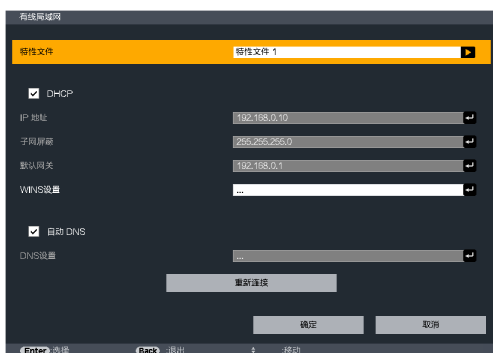 有线局域网
特性文件 特性文件 1
DHCP
IP 地址 192.168.0.10
子网屏蔽 255.255.255.0
默认网关 192.168.0.1
WINS设置 ...
自动 DNS
DNS设置 ...
重新连接
确定 取消
Enter :选择 Back :退出 :移动